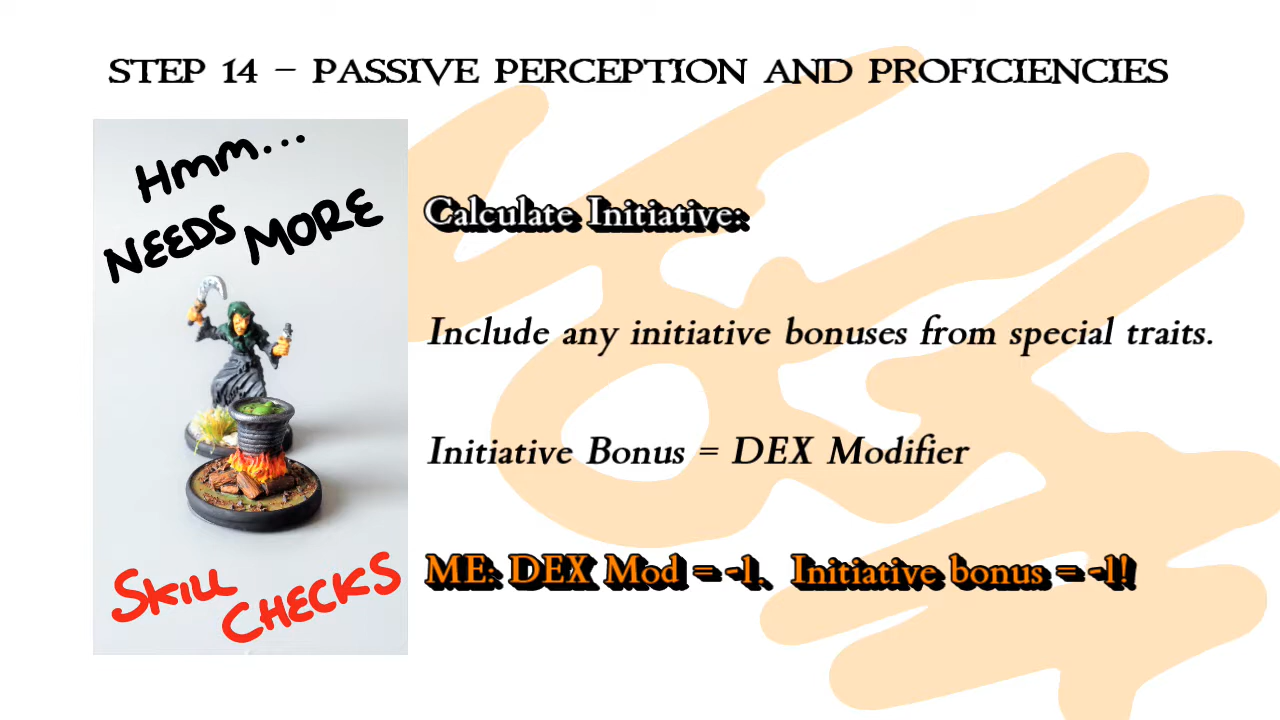 STEP 14 – PASSIVE PERCEPTION AND PROFICIENCIES
Hmm...
NEEDS MORE
SKILL
CHECKS
Calculate Initiative:
Include any initiative bonuses from special traits.
Initiative Bonus = DEX Modifier
ME: DEX Mod = -1. Initiative bonus = -1!